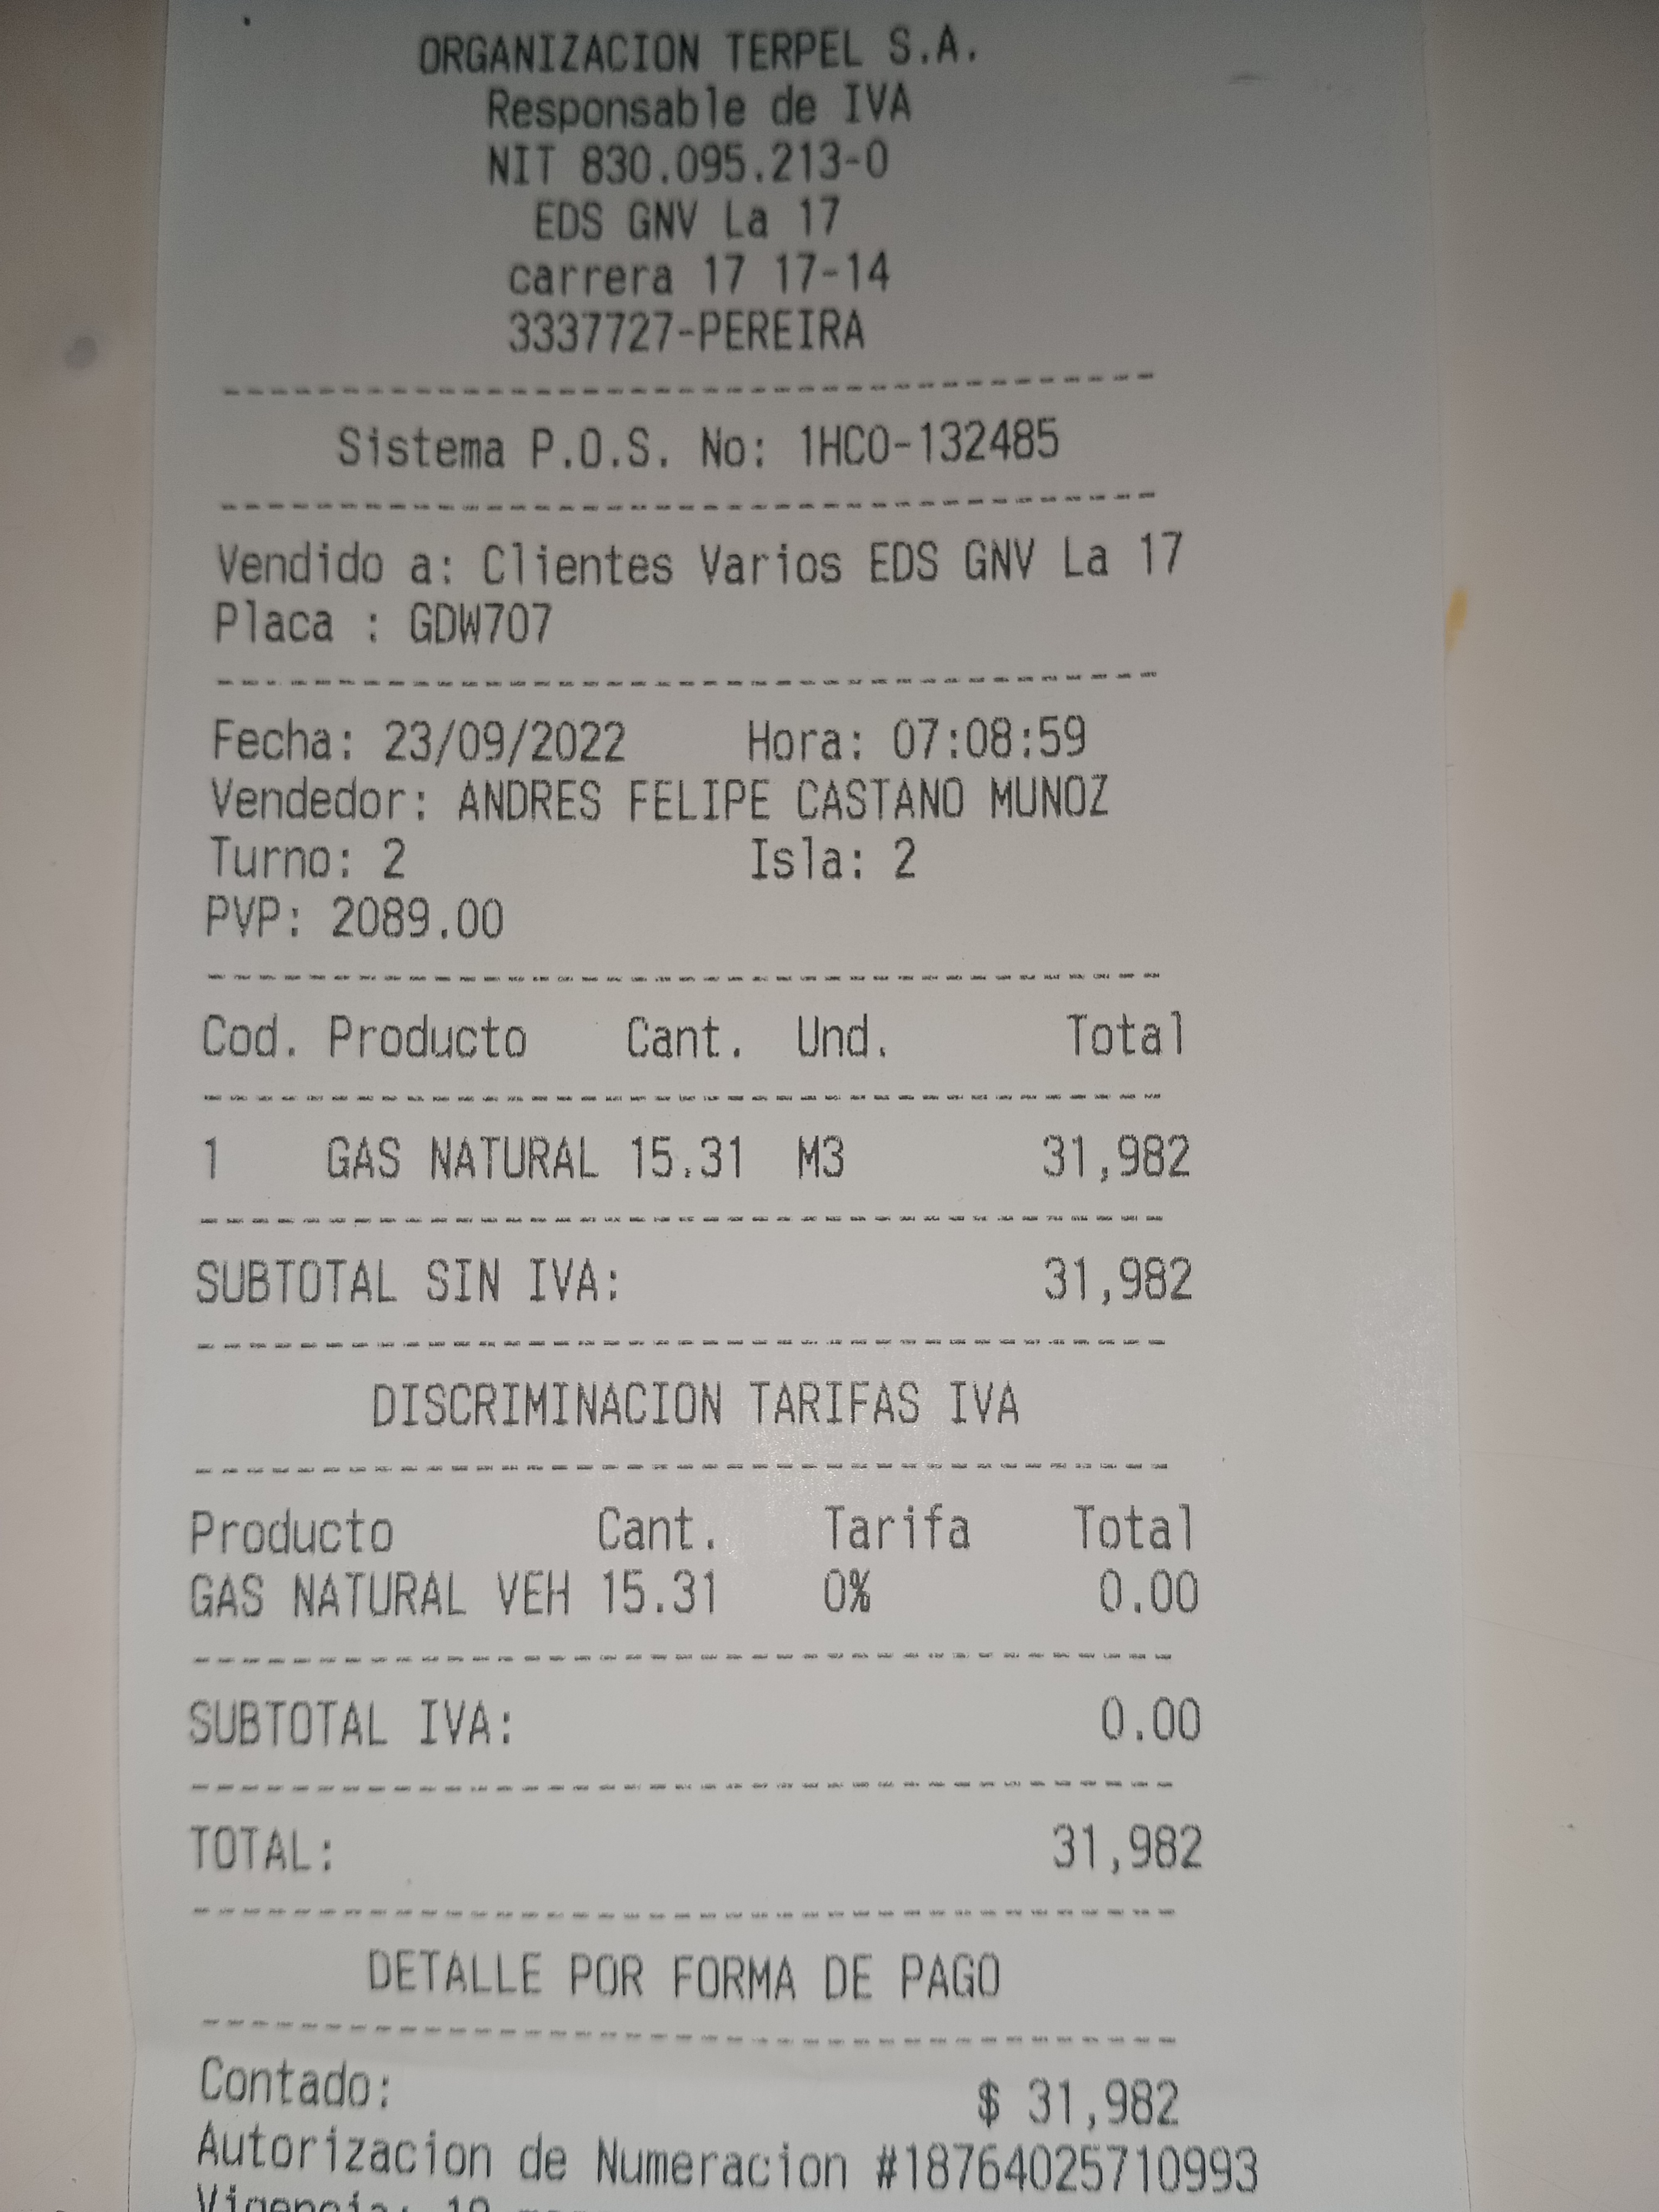 ORGANIZACION TERPEL S.A.
Responsable de IVA
NIT 830.095.213-0
EDS GNV La 17
carrera 17 17-14
3337727-PEREIRA
Sistema P.O.S. No: 1HCO-132485
Vendido a: Clientes Varios EDS GNV La 17
Placa : GDW707
Fecha: 23/09/2022 Hora: 07:08:59
Vendedor: ANDRES FELIPE CASTANO MUNOZ
Turno: 2 Isla: 2
PVP: 2089.00
Cod. Producto Cant. Und. Total
1 GAS NATURAL 15.31 M3 31,982
SUBTOTAL SIN IVA: 31,982
DISCRIMINACION TARIFAS IVA
Producto Cant. Tarifa Total
GAS NATURAL VEH 15.31 0% 0.00
SUBTOTAL IVA: 0.00
TOTAL: 31,982
DETALLE POR FORMA DE PAGO
Contado: $ 31,982
Autorizacion de Numeracion #18764025710993
Vigencia: